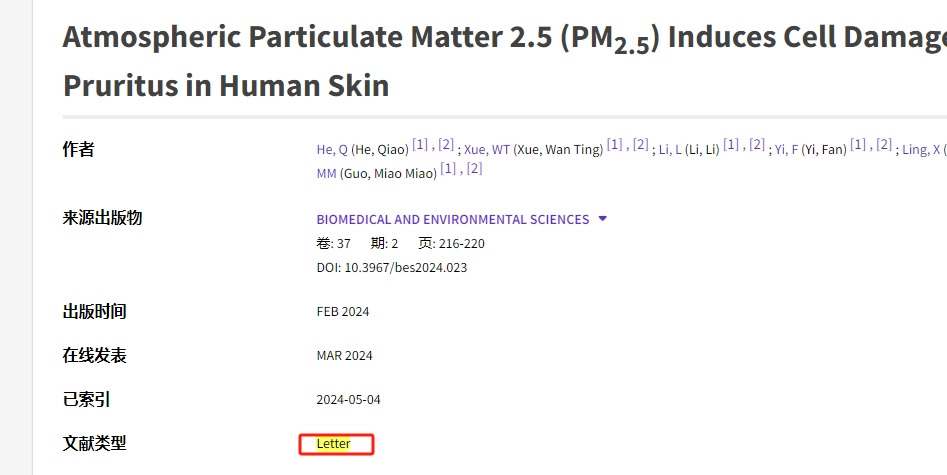 Atmospheric Particulate Matter 2.5 (PM2.5) Induces Cell Damage
Pruritus in Human Skin
作者
He, Q (He, Qiao) [1] , [2] ; Xue, WT (Xue, Wan Ting) [1] , [2] ; Li, L (Li, Li) [1] , [2] ; Yi, F (Yi, Fan) [1] , [2] ; Ling, X (
MM (Guo, Miao Miao) [1] , [2]
来源出版物
BIOMEDICAL AND ENVIRONMENTAL SCIENCES
卷: 37 期: 2 页: 216-220
DOI: 10.3967/bes2024.023
出版时间
FEB 2024
在线发表
MAR 2024
已索引
2024-05-04
文献类型
Letter